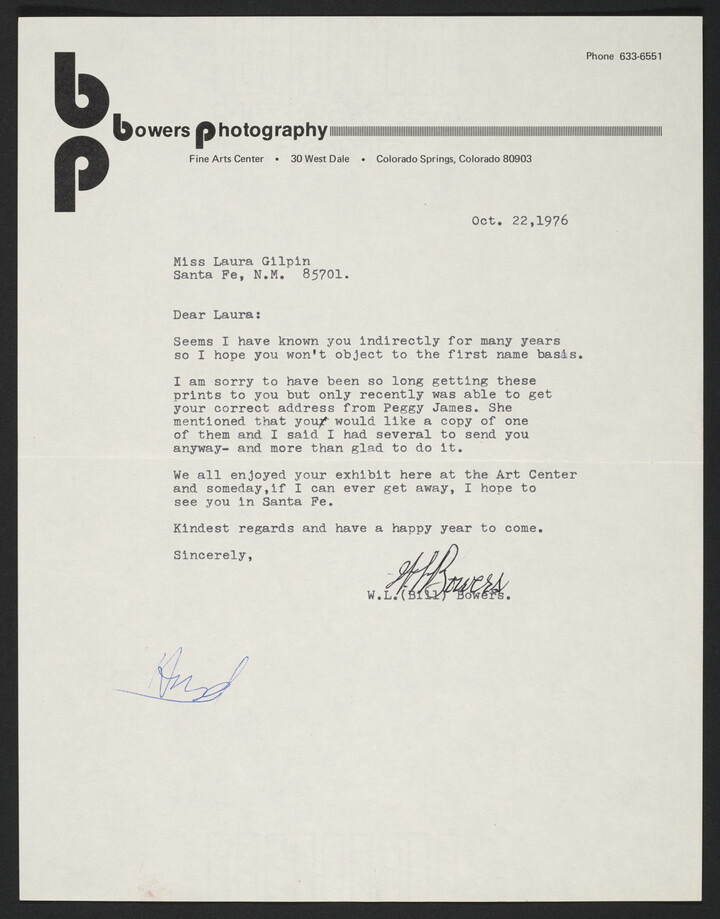 Phone 633-6551
bp
bowers photography
Fine Arts Center • 30 West Dale • Colorado Springs, Colorado 80903
Oct. 22,1976
Miss Laura Gilpin
Santa Fe, N.M. 85701.
Dear Laura:
Seems I have known you indirectly for many years
so I hope you won't object to the first name basis.
I am sorry to have been so long getting these
prints to you but only recently was able to get
your correct address from Peggy James. She
mentioned that you would like a copy of one
of them and I said I had several to send you
anyway- and more than glad to do it.
We all enjoyed your exhibit here at the Art Center
and someday,if I can ever get away, I hope to
see you in Santa Fe.
Kindest regards and have a happy year to come.
Sincerely,
W L Bowers
W.L.(Bill) Bowers.